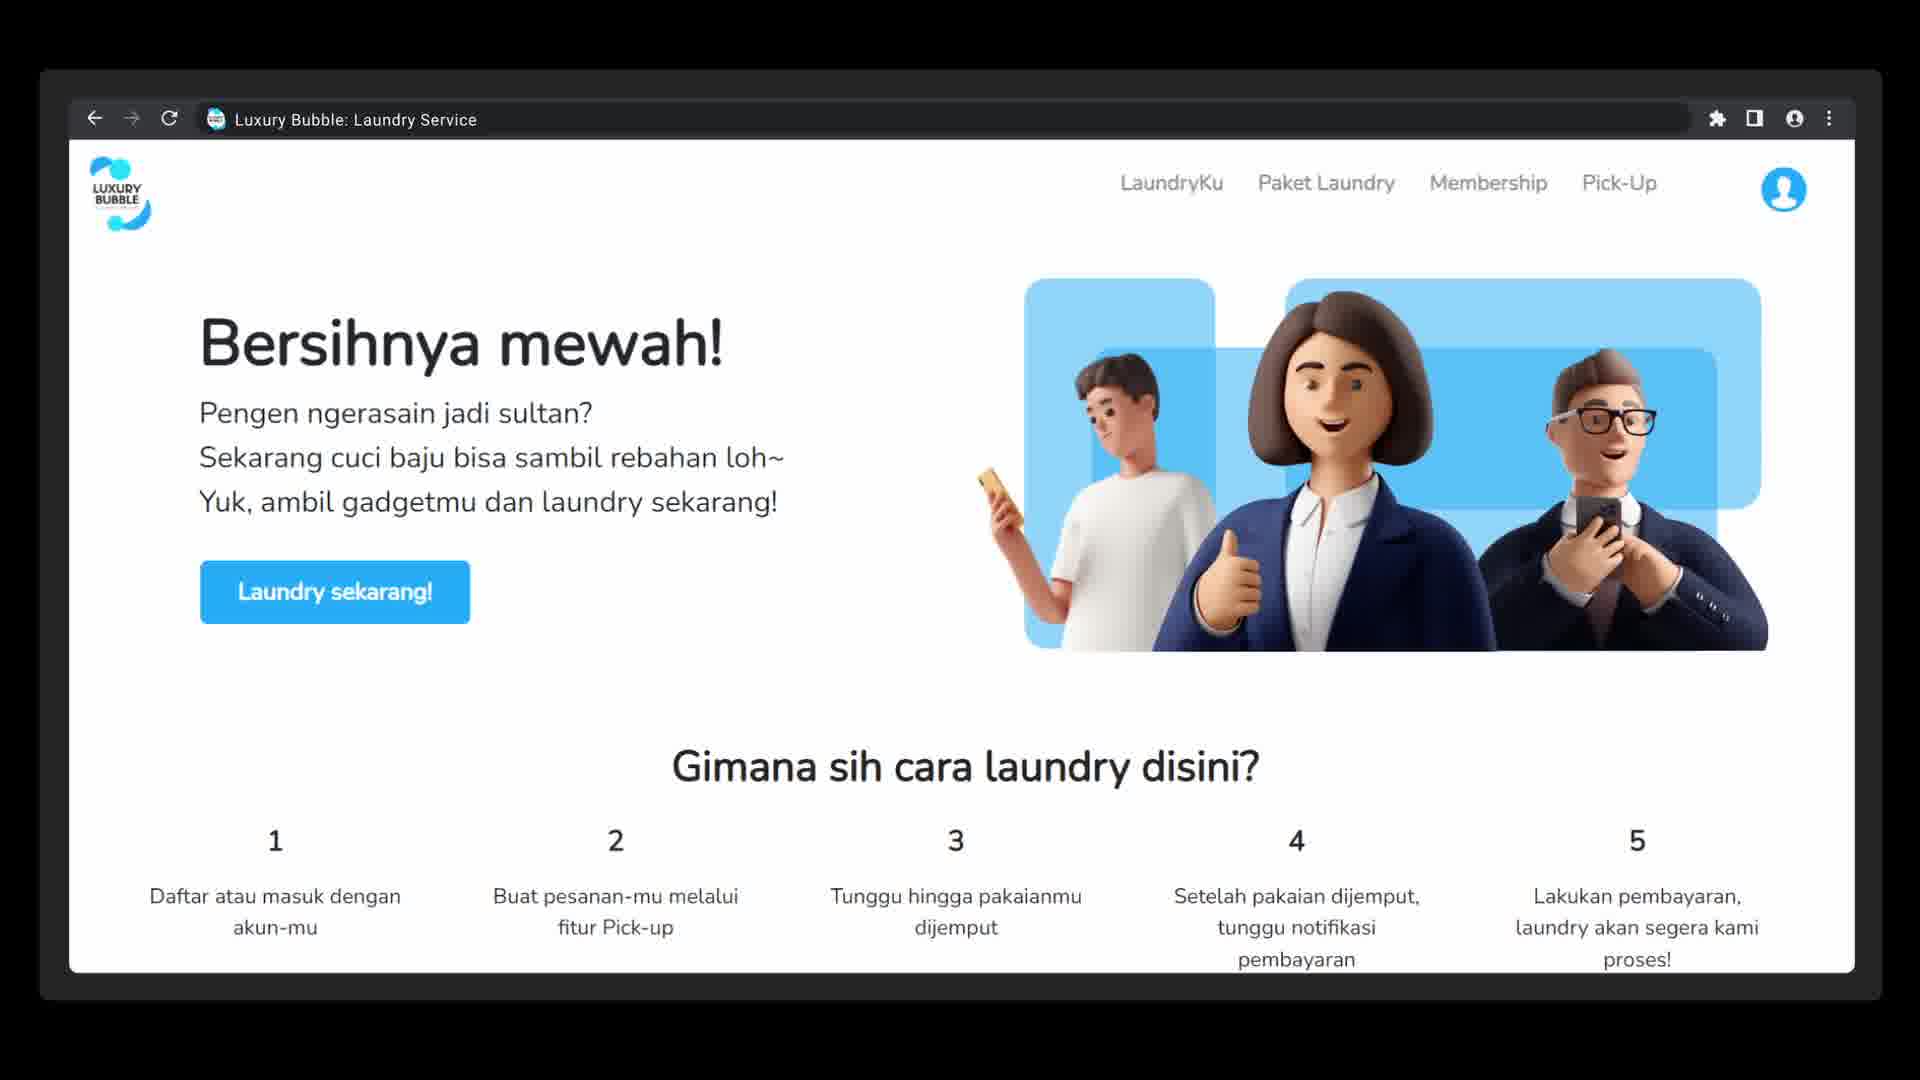 Luxury Bubble: Laundry Service
LUXURY
BUBBLE
LaundryKu
Paket Laundry
Membership
Pick-Up
Bersihnya mewah!
Pengen ngerasain jadi sultan?
Sekarang cuci baju bisa sambil rebahan loh~
Yuk, ambil gadgetmu dan laundry sekarang!
Laundry sekarang!
Gimana sih cara laundry disini?
1
Daftar atau masuk dengan
akun-mu
2
Buat pesanan-mu melalui
fitur Pick-up
3
Tunggu hingga pakaianmu
dijemput
4
Setelah pakaian dijemput,
tunggu notifikasi
pembayaran
5
Lakukan pembayaran,
laundry akan segera kami
proses!